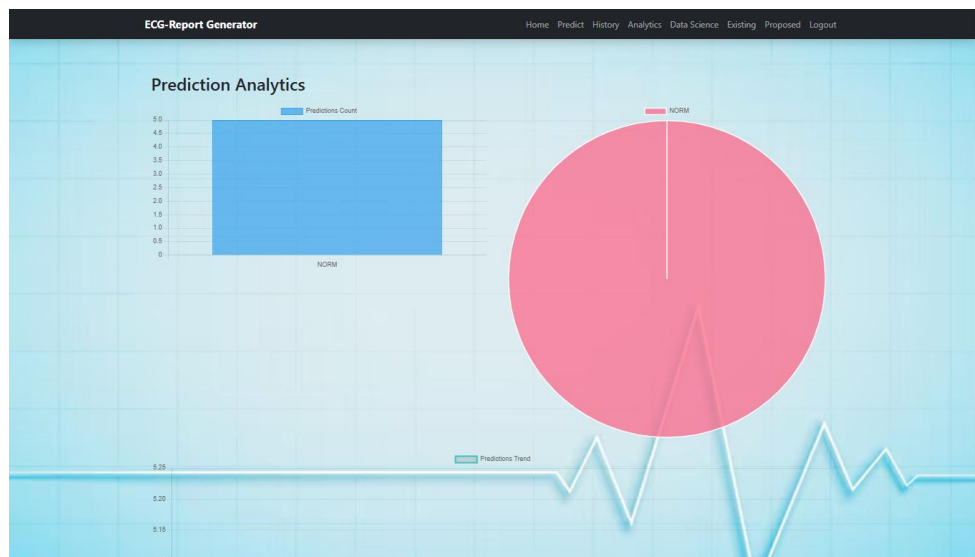 ECG-Report Generator
Home Predict History Analytics Data Science Existing Proposed Logout
Prediction Analytics
Predictions Count
5.0
4.5
4.0
3.5
3.0
2.5
2.0
1.5
1.0
0.5
0
NORM
NORM
Predictions Trend
5.25
5.20
5.15